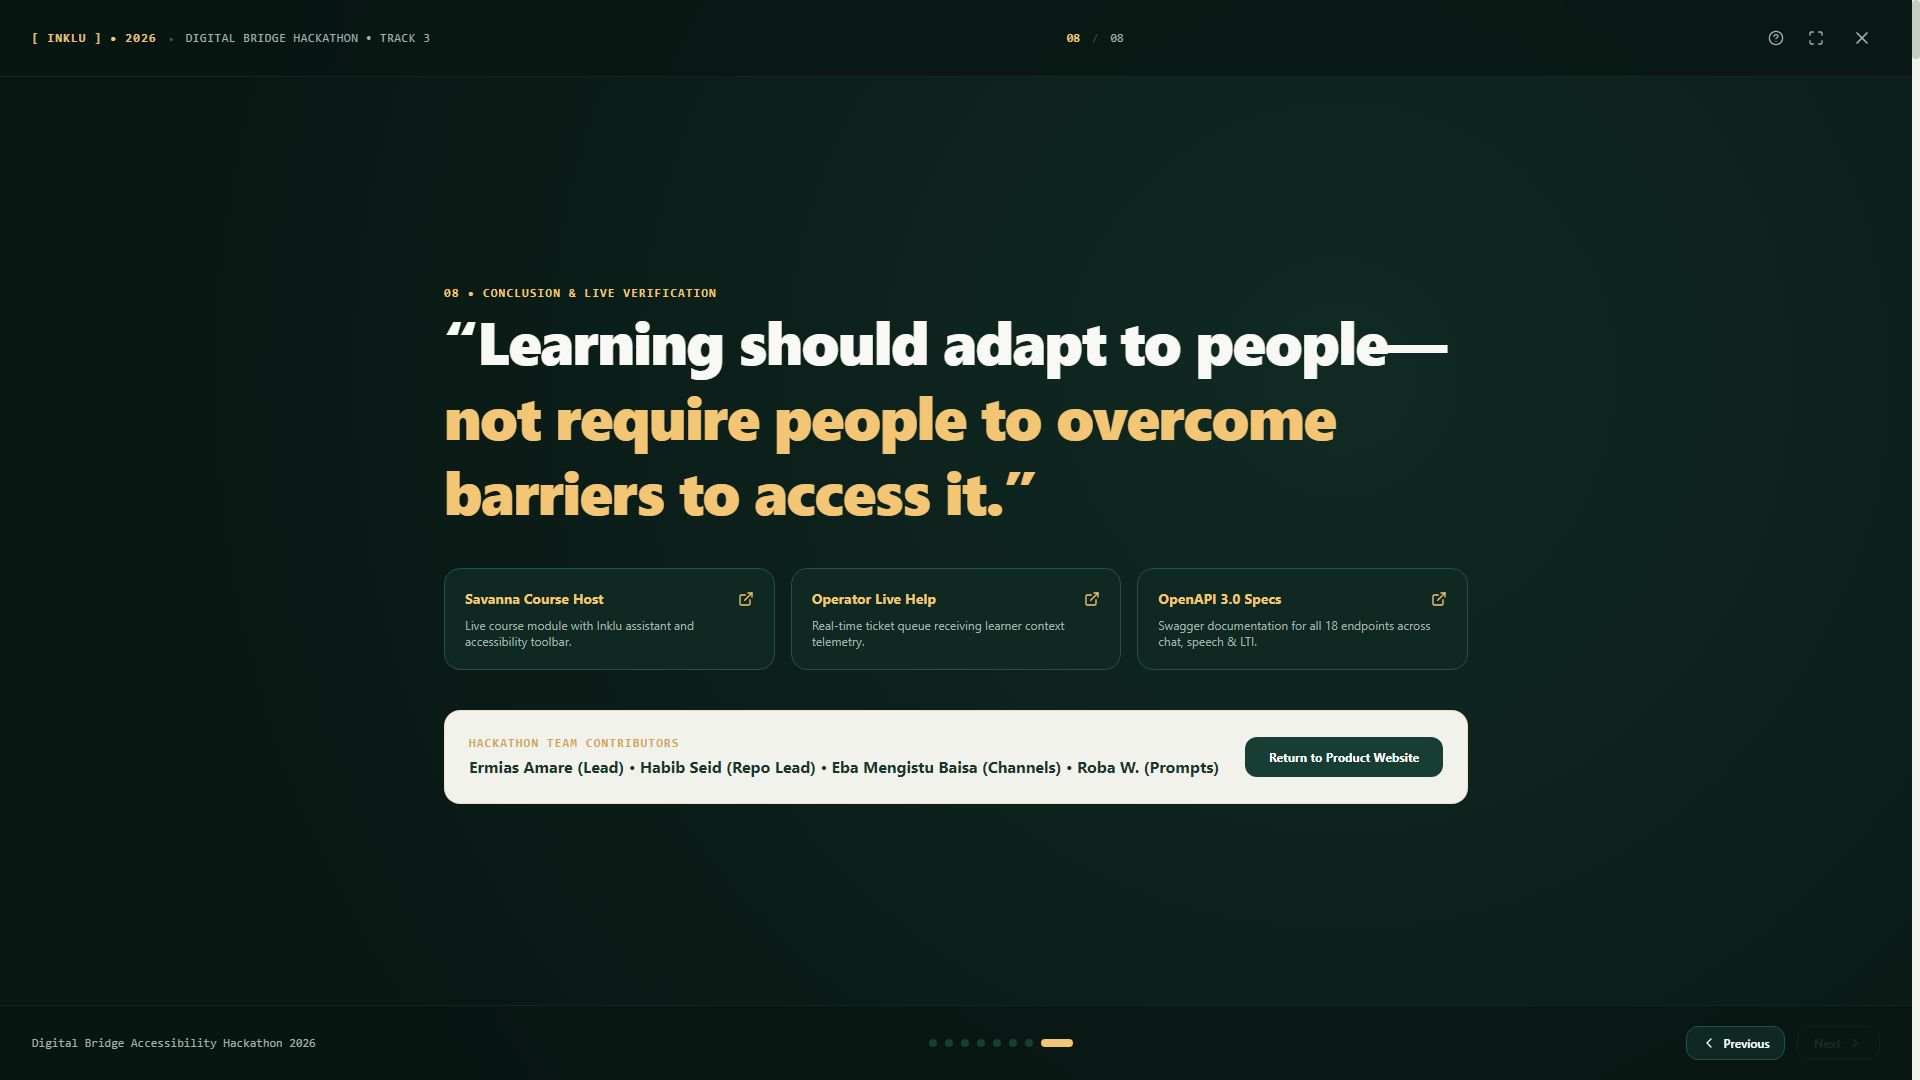 [ INKLU ] • 2026 • DIGITAL BRIDGE HACKATHON • TRACK 3
08 / 08
08 • CONCLUSION & LIVE VERIFICATION
“Learning should adapt to people—
not require people to overcome
barriers to access it.”
Savanna Course Host
Live course module with Inklu assistant and
accessibility toolbar.
Operator Live Help
Real-time ticket queue receiving learner context
telemetry.
OpenAPI 3.0 Specs
Swagger documentation for all 18 endpoints across
chat, speech & LTI.
HACKATHON TEAM CONTRIBUTORS
Ermias Amare (Lead) • Habib Seid (Repo Lead) • Eba Mengistu Baisa (Channels) • Roba W. (Prompts)
Return to Product Website
Digital Bridge Accessibility Hackathon 2026
Previous
Next